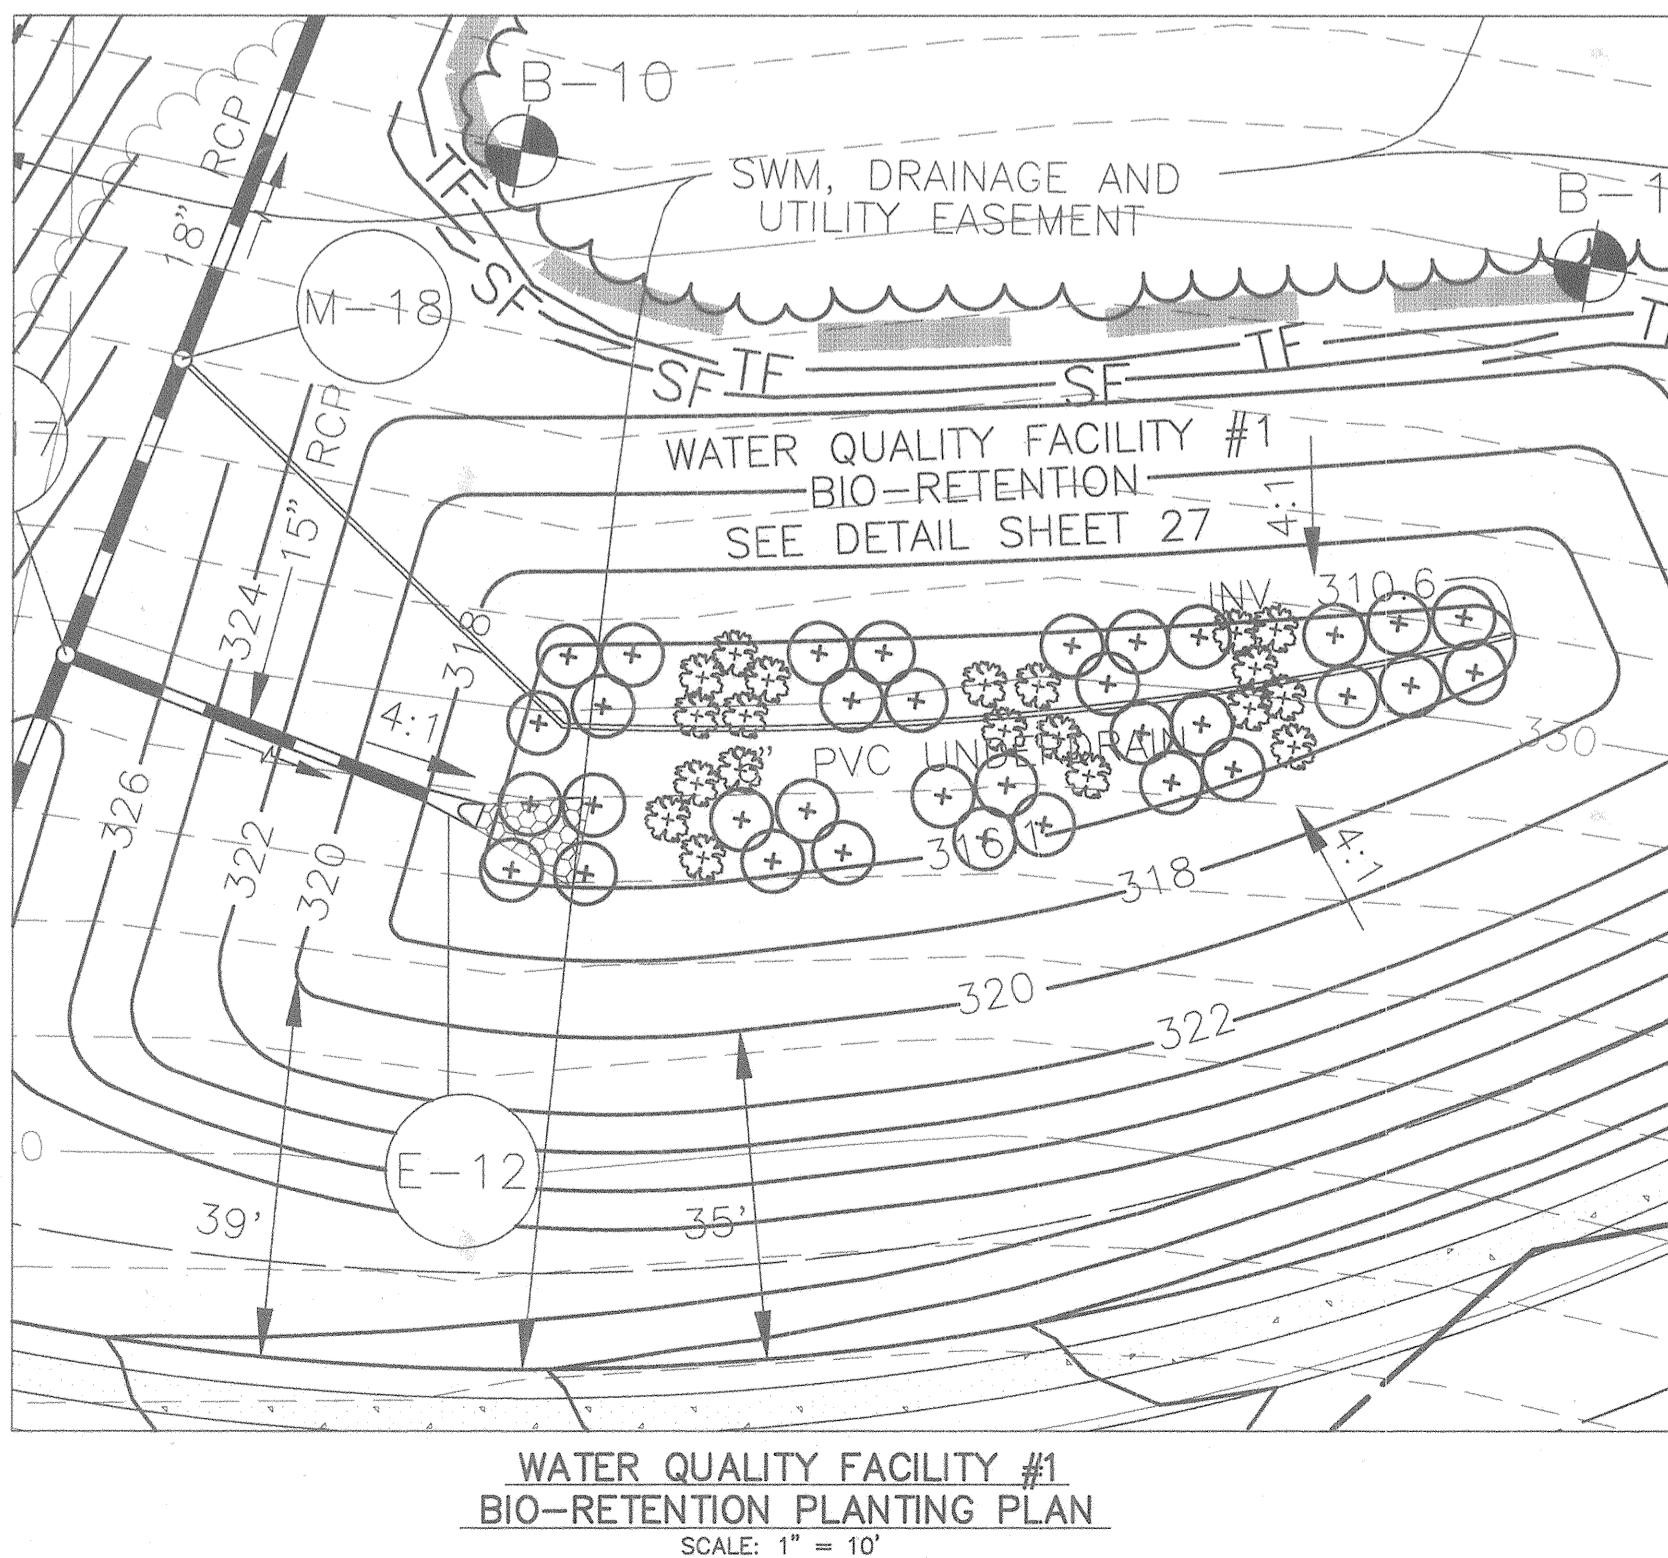 B-10
RCP
18"
SWM, DRAINAGE AND
UTILITY EASEMENT
B-1
TF
SF
M-18
TF
SF
TF
SF
17
RCP
15"
WATER QUALITY FACILITY #1
BIO-RETENTION
SEE DETAIL SHEET 27
4:1
INV. 310.6
324
318
4:1
PVC UNDERDRAIN
330
326
322
320
316
318
4:1
320
322
E-12
0
39'
35'
WATER QUALITY FACILITY #1
BIO-RETENTION PLANTING PLAN
SCALE: 1" = 10'